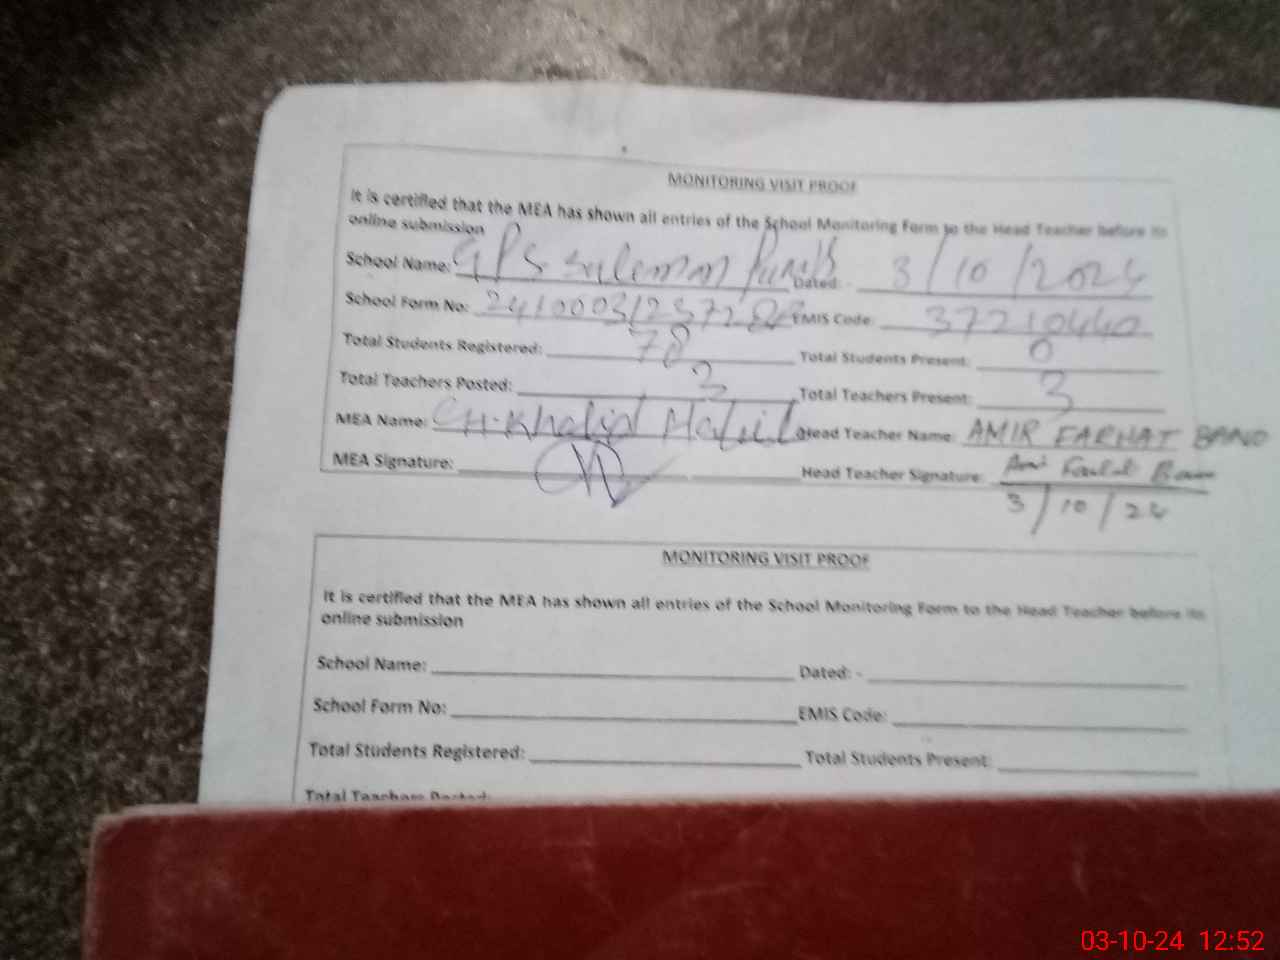 MONITORING VISIT PROOF
It is certified that the MEA has shown all entries of the School Monitoring Form to the Head Teacher before its
online submission
School Name: GPS Dated: - 3/10/2024
School Form No: EMIS Code: 37210440
Total Students Registered: 78 Total Students Present: 0
Total Teachers Posted: 3 Total Teachers Present: 3
MEA Name: CH. Khalid Head Teacher Name: AMIR FARHAT BANO
MEA Signature: Head Teacher Signature:
3/10/24
MONITORING VISIT PROOF
It is certified that the MEA has shown all entries of the School Monitoring Form to the Head Teacher before its
online submission
School Name: Dated: -
School Form No: EMIS Code:
Total Students Registered: Total Students Present:
Total Teachers Posted:
03-10-24 12:52